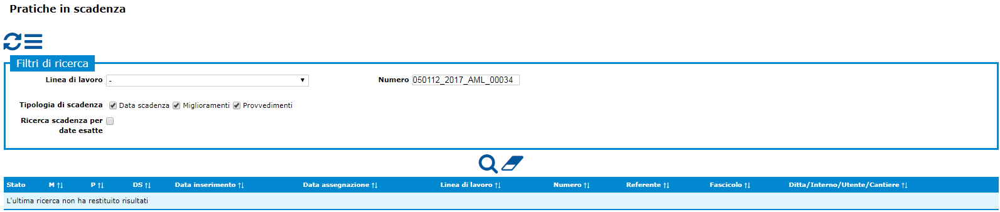 Pratiche in scadenza
Filtri di ricerca
Linea di lavoro - Numero 050112_2017_AML_00034
Tipologia di scadenza Data scadenza Miglioramenti Provvedimenti
Ricerca scadenza per
date esatte
Stato M ↑↓ P ↑↓ DS ↑↓ Data inserimento ↑↓ Data assegnazione ↑↓ Linea di lavoro ↑↓ Numero ↑↓ Referente ↑↓ Fascicolo ↑↓ Ditta/Interno/Utente/Cantiere ↑↓
L'ultima ricerca non ha restituito risultati